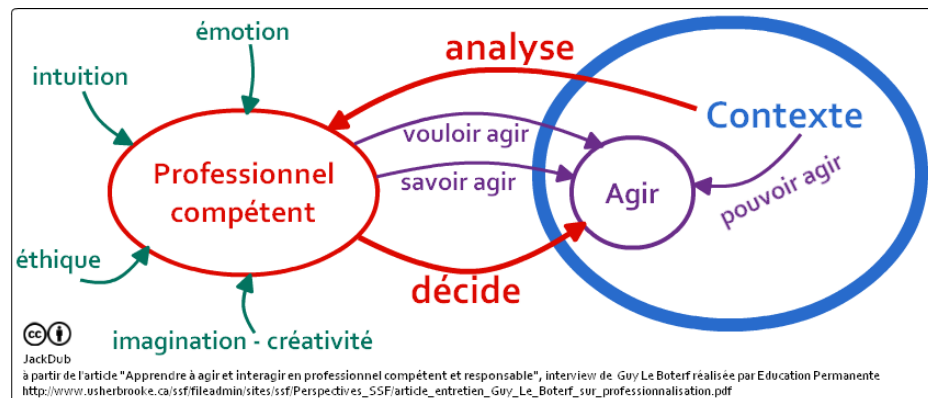 émotion
analyse
intuition
Contexte
vouloir agir
Professionnel
compétent
savoir agir
Agir
pouvoir agir
éthique
décide
imagination - créativité
cc
JackDub
à partir de l'article "Apprendre à agir et interagir en professionnel compétent et responsable", interview de Guy Le Boterf réalisée par Education Permanente
http://www.usherbrooke.ca/ssf/fileadmin/sites/ssf/Perspectives_SSF/article_entretien_Guy_Le_Boterf_sur_professionnalisation.pdf